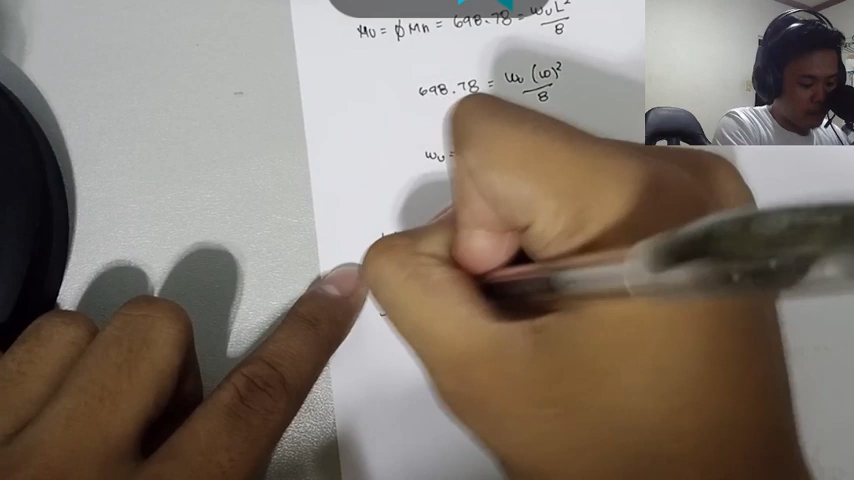 Mu = φMn = 698.78 = wuL²/8
698.78 = wu (10)²/8
wu =